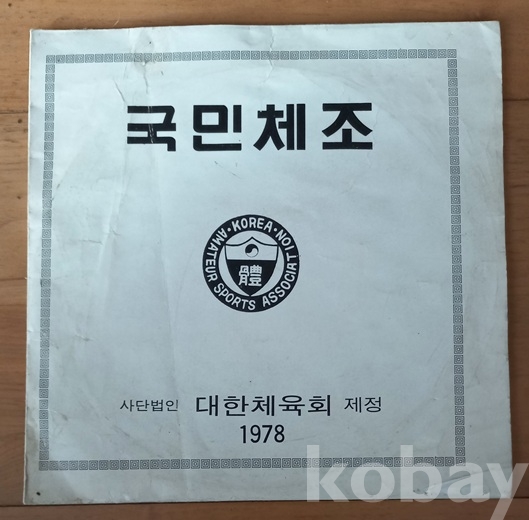 국민체조
KOREA · AMATEUR SPORTS ASSOCIATION ·
體
사단법인 대한체육회 제정
1978
kobay